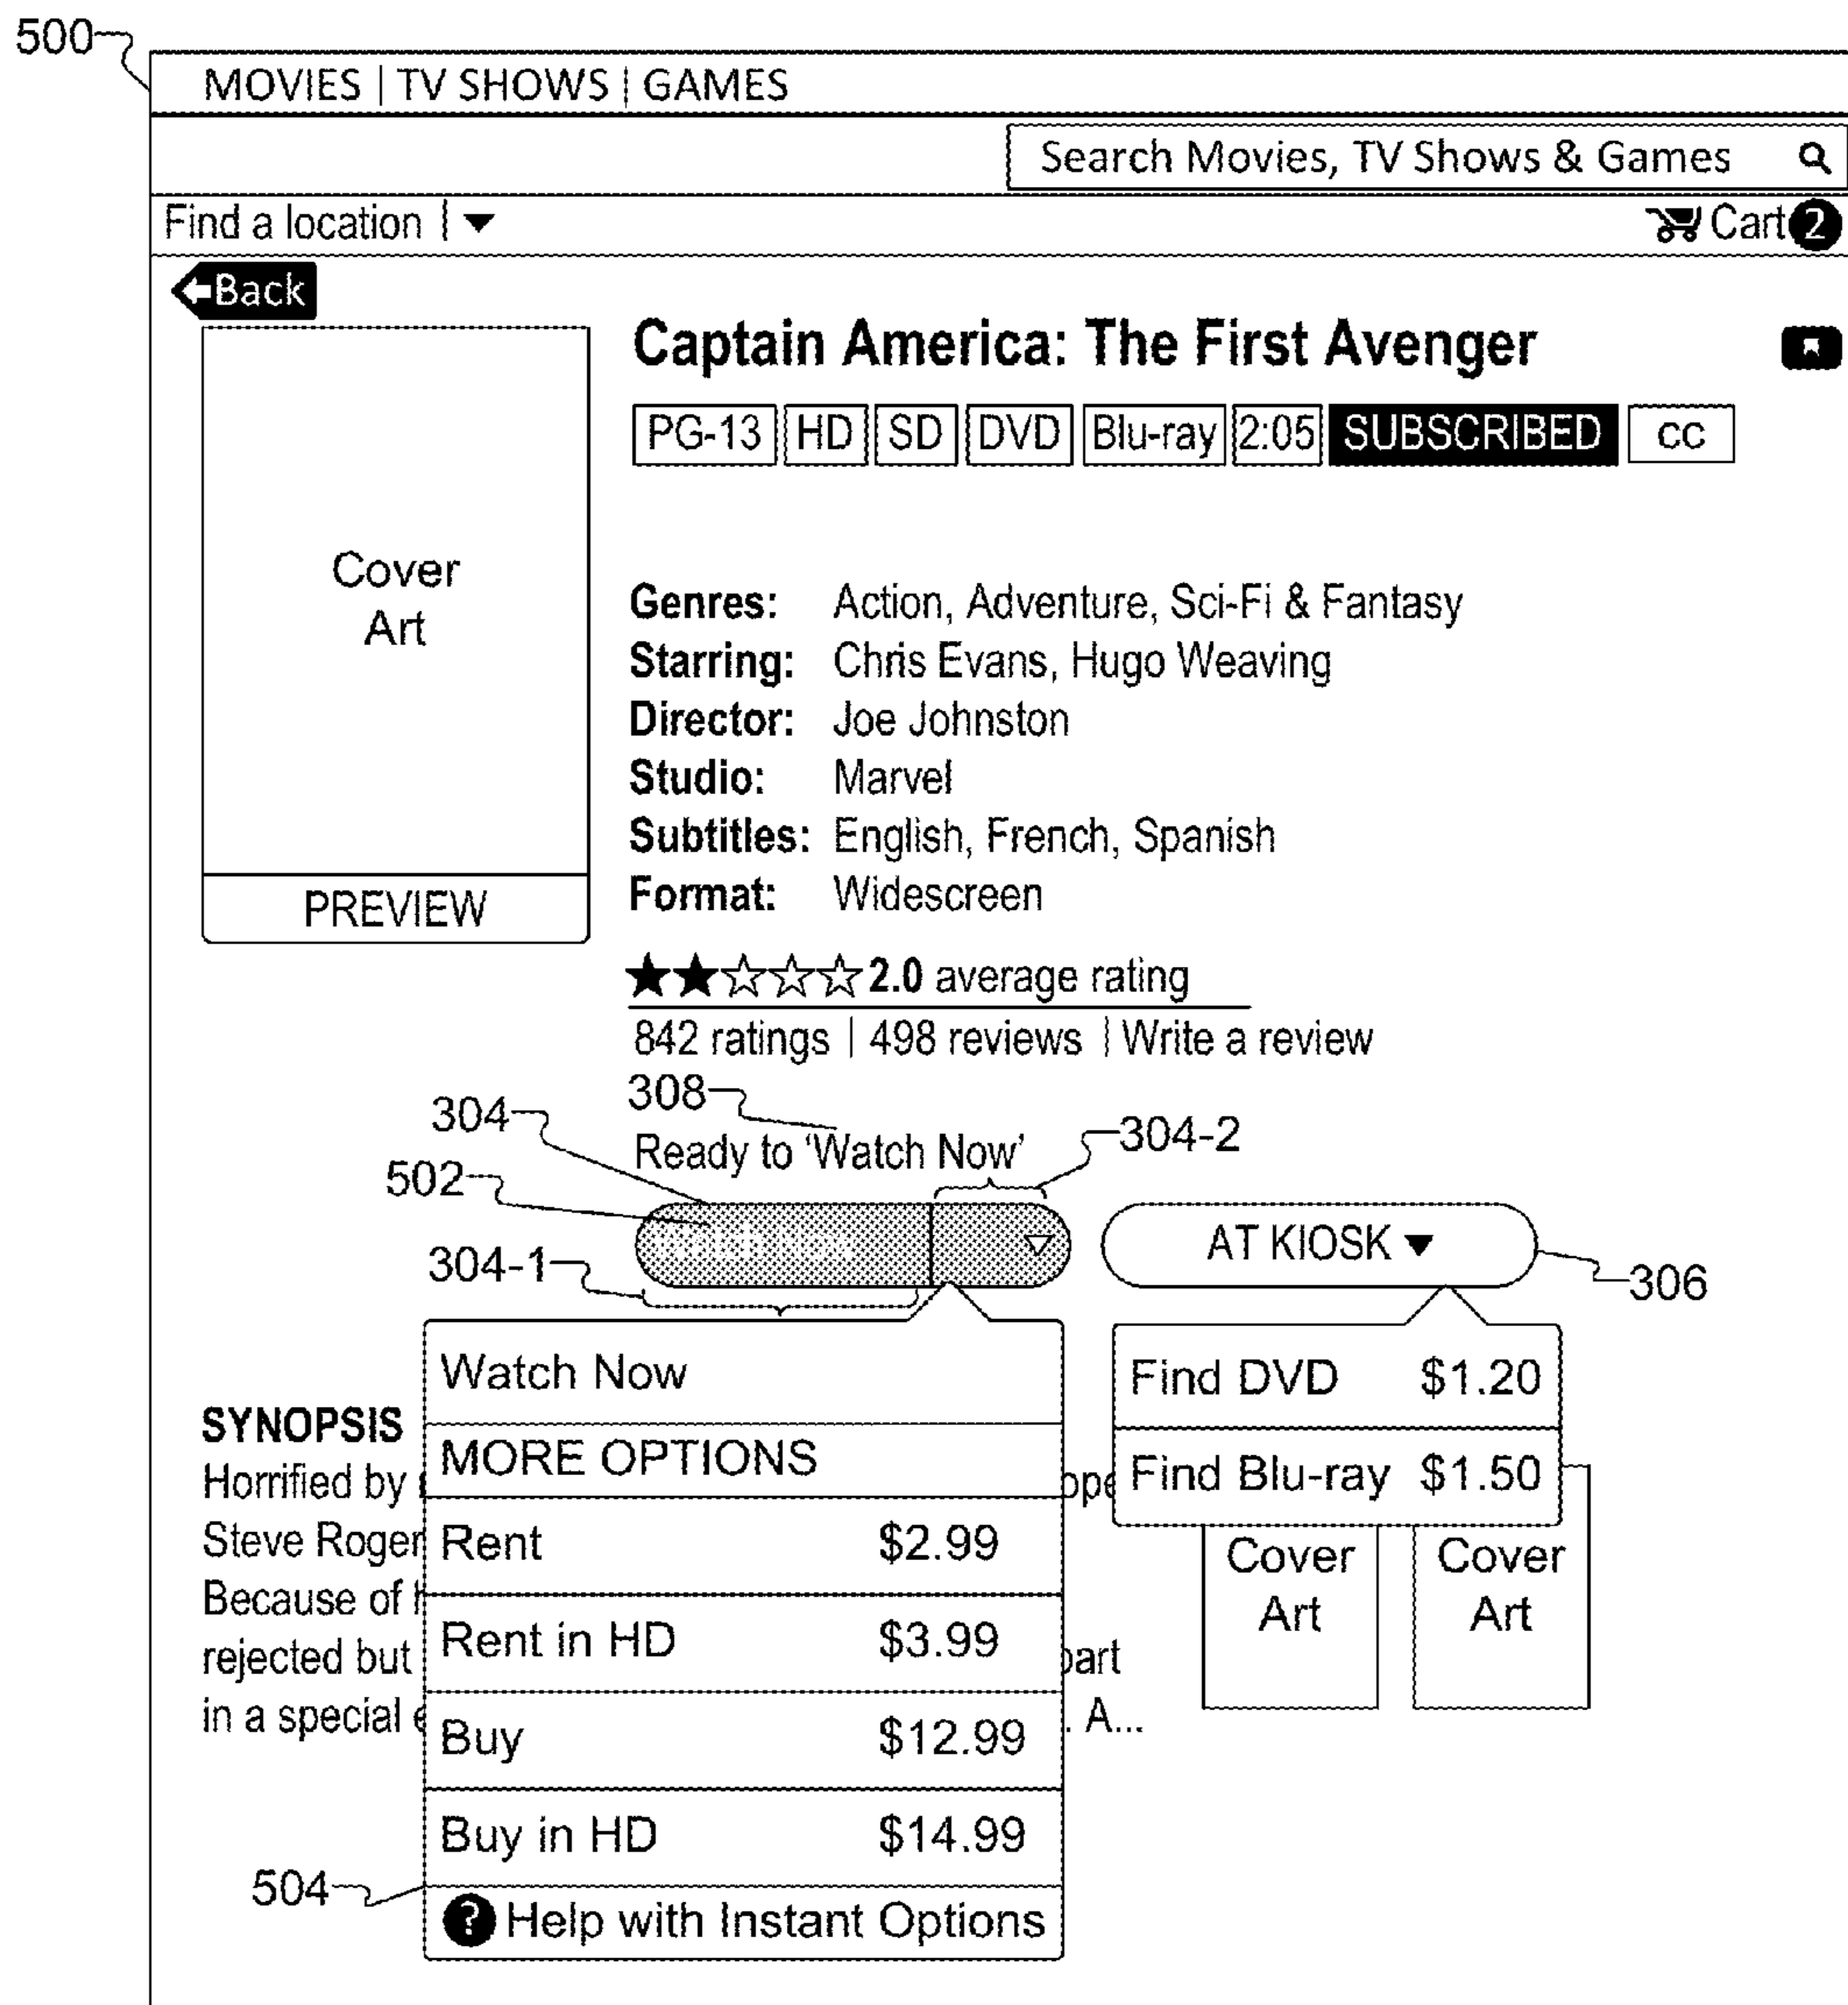 500
MOVIES | TV SHOWS | GAMES
Search Movies, TV Shows & Games
Find a location |
Cart 2
Back
Captain America: The First Avenger
PG-13 HD SD DVD Blu-ray 2:05 SUBSCRIBED CC
Cover
Art
PREVIEW
Genres: Action, Adventure, Sci-Fi & Fantasy
Starring: Chris Evans, Hugo Weaving
Director: Joe Johnston
Studio: Marvel
Subtitles: English, French, Spanish
Format: Widescreen
2.0 average rating
842 ratings | 498 reviews | Write a review
308
304
304-2
Ready to 'Watch Now'
502
Watch Now
AT KIOSK
304-1
306
Watch Now
MORE OPTIONS
Rent $2.99
Rent in HD $3.99
Buy $12.99
Buy in HD $14.99
504
? Help with Instant Options
Find DVD $1.20
Find Blu-ray $1.50
Cover
Art
Cover
Art
SYNOPSIS
Horrified by
Steve Roger
Because of
rejected but part
in a special . A...